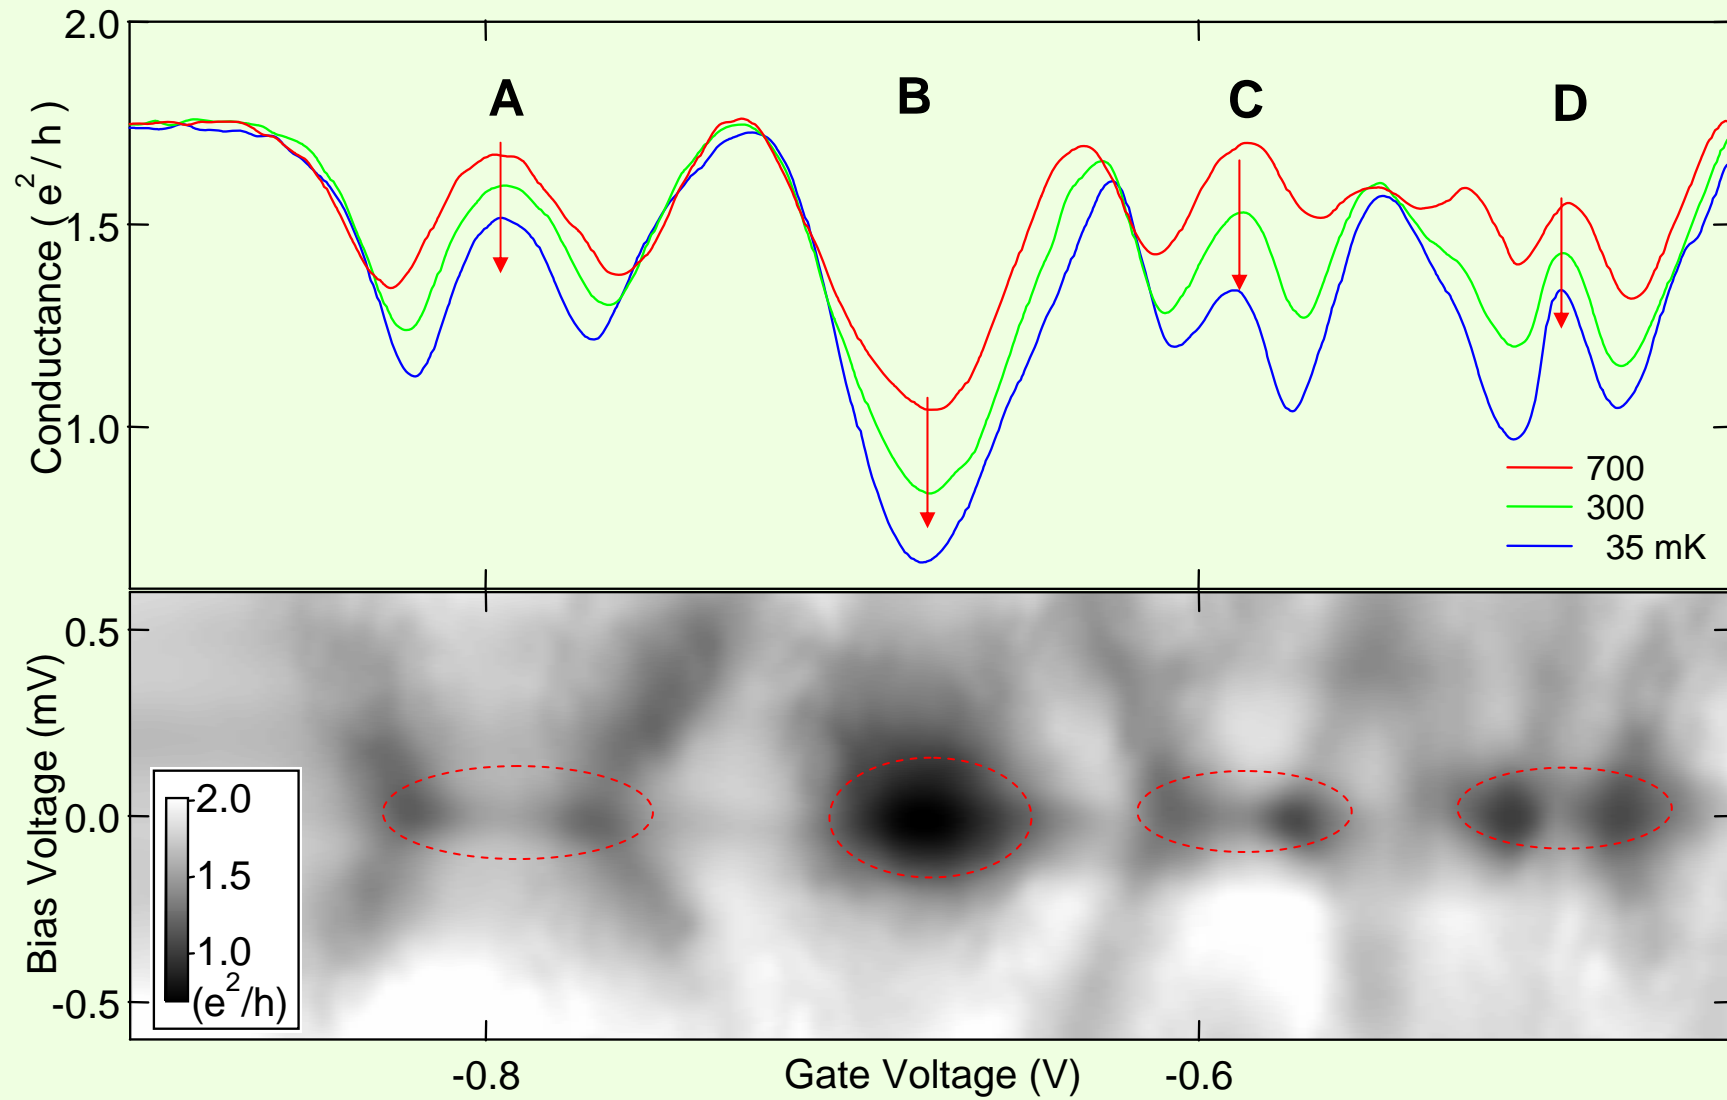 2.0
A
B
C
D
1.5
1.0
Conductance ( e²/ h )
700
300
35 mK
0.5
0.0
-0.5
Bias Voltage (mV)
2.0
1.5
1.0
(e²/h)
-0.8
Gate Voltage (V)
-0.6